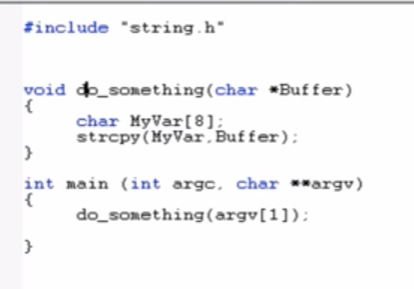 #include "string.h"
void do_something(char *Buffer)
{
char MyVar[8];
strcpy(MyVar,Buffer);
}
int main (int argc, char **argv)
{
do_something(argv[1]);
}